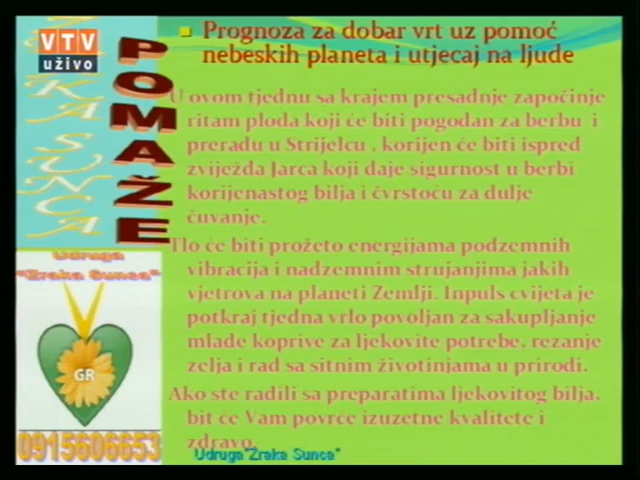 VTV
uživo
ZRAKA SUNCA
POMAŽE
Prognoza za dobar vrt uz pomoć
nebeskih planeta i utjecaj na ljude
U ovom tjednu sa krajem presadnje započinje
ritam ploda koji će biti pogodan za berbu i
preradu u Strijelcu , korijen će biti ispred
zviježđa Jarca koji daje sigurnost u berbi
korijenastog bilja i čvrstoću za dulje
čuvanje.
Tlo će biti prožeto energijama podzemnih
vibracija i nadzemnim strujanjima jakih
vjetrova na planeti Zemlji. Inpuls cvijeta je
potkraj tjedna vrlo povoljan za sakupljanje
mlade koprive za ljekovite potrebe, rezanje
zelja i rad sa sitnim životinjama u prirodi.
Ako ste radili sa preparatima ljekovitog bilja,
bit će Vam povrće izuzetne kvalitete i
zdravo.
Udruga"Zraka Sunca"
Udruga
"Zraka Sunca"
GR
0915606653